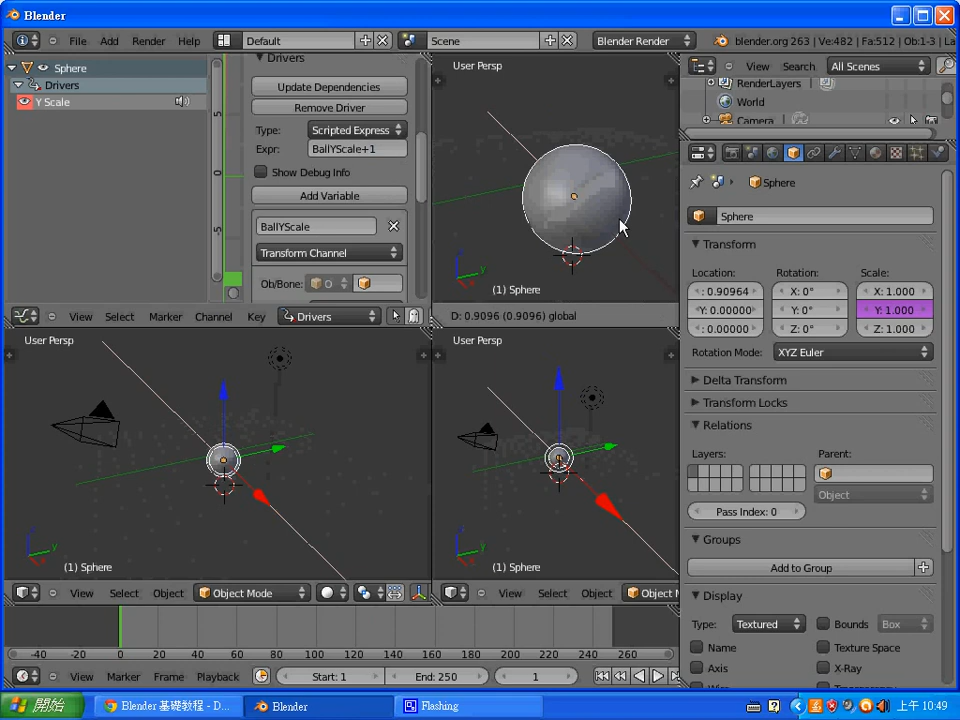 Blender
File Add Render Help Default Scene Blender Render blender.org 263 | Ve:482 | Fa:512 | Ob:1-3 | La
Sphere
Drivers
Y Scale
Drivers
Update Dependencies
Remove Driver
Type: Scripted Express
Expr: BallYScale+1
Show Debug Info
Add Variable
BallYScale
Transform Channel
Ob/Bone: O
5
0
-5
View Select Marker Channel Key Drivers
User Persp
(1) Sphere
D: 0.9096 (0.9096) global
View Search All Scenes
RenderLayers
World
Camera
Sphere
Sphere
Transform
Location: Rotation: Scale:
: 0.90964 X: 0° X: 1.000
Y: 0.00000 Y: 0° Y: 1.000
: 0.00000 Z: 0° Z: 1.000
Rotation Mode: XYZ Euler
Delta Transform
Transform Locks
Relations
Layers: Parent:
Object
Pass Index: 0
Groups
Add to Group
Display
Type: Textured Bounds Box
Name Texture Space
Axis X-Ray
User Persp
(1) Sphere
View Select Object Object Mode
User Persp
(1) Sphere
View Select Object Object M
-40 -20 0 20 40 60 80 100 120 140 160 180 200 220 240 260
View Marker Frame Playback Start: 1 End: 250 1
開始 Blender 基礎教程 - D... Blender Flashing 上午 10:49